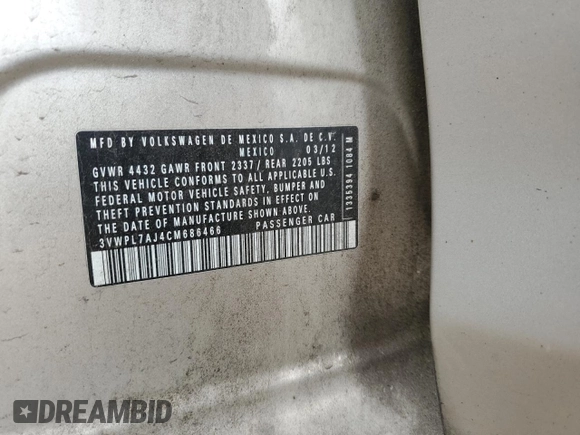 MFD BY VOLKSWAGEN DE MEXICO S.A. DE C.V.
MEXICO 03/12
GVWR 4432 GAWR FRONT 2337/ REAR 2205 LBS
THIS VEHICLE CONFORMS TO ALL APPLICABLE U.S.
FEDERAL MOTOR VEHICLE SAFETY, BUMPER AND
THEFT PREVENTION STANDARDS IN EFFECT ON
THE DATE OF MANUFACTURE SHOWN ABOVE.
3VWPL7AJ4CM686466 PASSENGER CAR
1335394 1084 M
DREAMBID